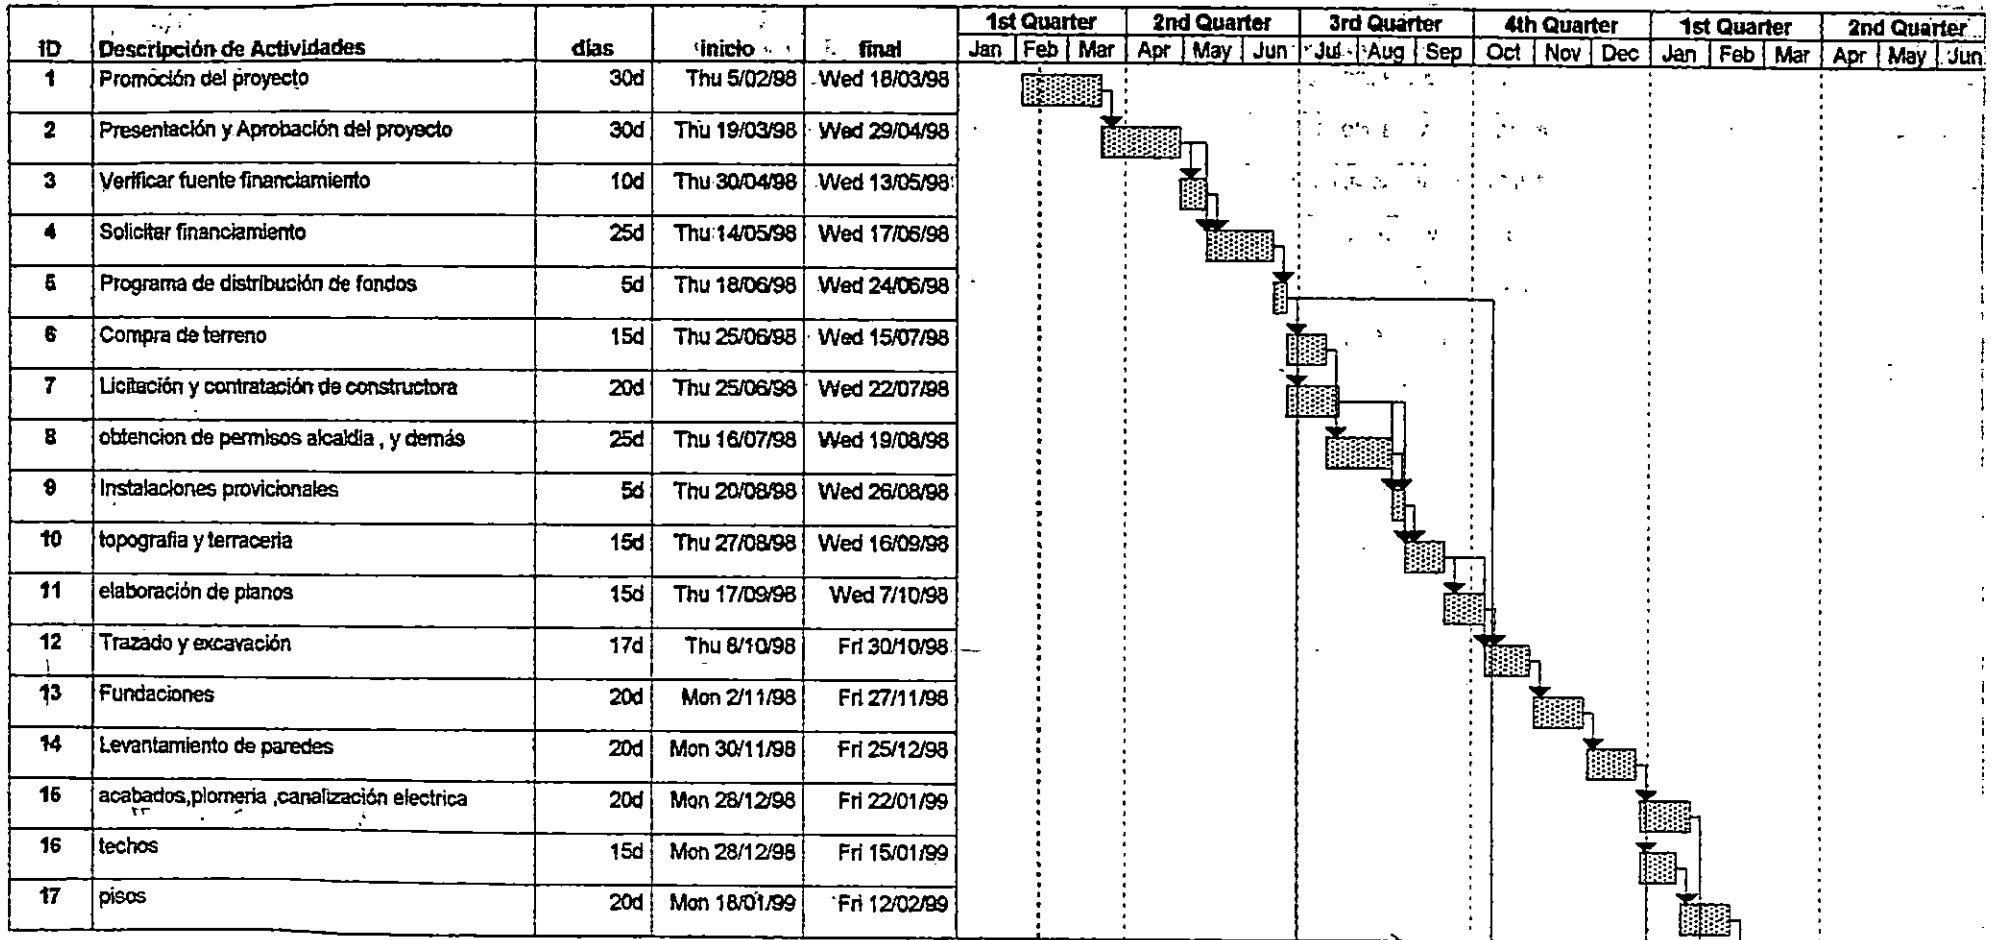 1st Quarter 2nd Quarter 3rd Quarter 4th Quarter 1st Quarter 2nd Quarter
ID Descripción de Actividades días inicio final Jan Feb Mar Apr May Jun Jul Aug Sep Oct Nov Dec Jan Feb Mar Apr May Jun
1 Promoción del proyecto 30d Thu 5/02/98 Wed 18/03/98
2 Presentación y Aprobación del proyecto 30d Thu 19/03/98 Wed 29/04/98
3 Verificar fuente financiamiento 10d Thu 30/04/98 Wed 13/05/98
4 Solicitar financiamiento 25d Thu 14/05/98 Wed 17/06/98
5 Programa de distribución de fondos 5d Thu 18/06/98 Wed 24/06/98
6 Compra de terreno 15d Thu 25/06/98 Wed 15/07/98
7 Licitación y contratación de constructora 20d Thu 25/06/98 Wed 22/07/98
8 obtencion de permisos alcaldia , y demás 25d Thu 16/07/98 Wed 19/08/98
9 Instalaciones provicionales 5d Thu 20/08/98 Wed 26/08/98
10 topografia y terraceria 15d Thu 27/08/98 Wed 16/09/98
11 elaboración de planos 15d Thu 17/09/98 Wed 7/10/98
12 Trazado y excavación 17d Thu 8/10/98 Fri 30/10/98
13 Fundaciones 20d Mon 2/11/98 Fri 27/11/98
14 Levantamiento de paredes 20d Mon 30/11/98 Fri 25/12/98
15 acabados,plomeria ,canalización electrica 20d Mon 28/12/98 Fri 22/01/99
16 techos 15d Mon 28/12/98 Fri 15/01/99
17 pisos 20d Mon 18/01/99 Fri 12/02/99